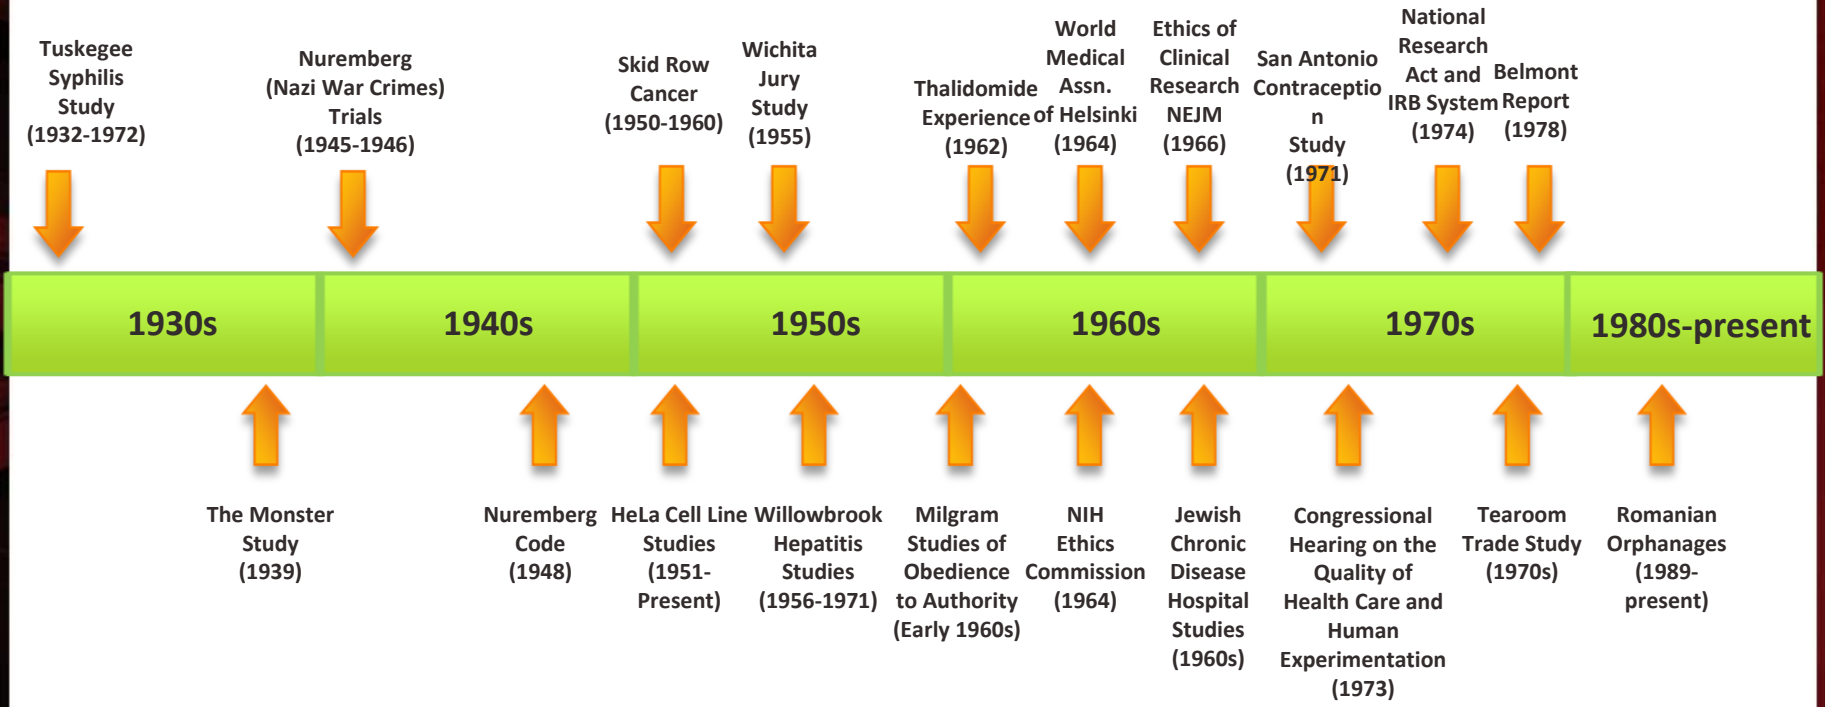 Tuskegee
Syphilis
Study
(1932-1972)
Nuremberg
(Nazi War Crimes)
Trials
(1945-1946)
Skid Row
Cancer
(1950-1960)
Wichita
Jury
Study
(1955)
Thalidomide
Experience
(1962)
World
Medical
Assn.
of Helsinki
(1964)
Ethics of
Clinical
Research
NEJM
(1966)
San Antonio
Contraceptio
n
Study
(1971)
National
Research
Act and
IRB System
(1974)
Belmont
Report
(1978)
1930s
1940s
1950s
1960s
1970s
1980s-present
The Monster
Study
(1939)
Nuremberg
Code
(1948)
HeLa Cell Line
Studies
(1951-
Present)
Willowbrook
Hepatitis
Studies
(1956-1971)
Milgram
Studies of
Obedience
to Authority
(Early 1960s)
NIH
Ethics
Commission
(1964)
Jewish
Chronic
Disease
Hospital
Studies
(1960s)
Congressional
Hearing on the
Quality of
Health Care and
Human
Experimentation
(1973)
Tearoom
Trade Study
(1970s)
Romanian
Orphanages
(1989-
present)